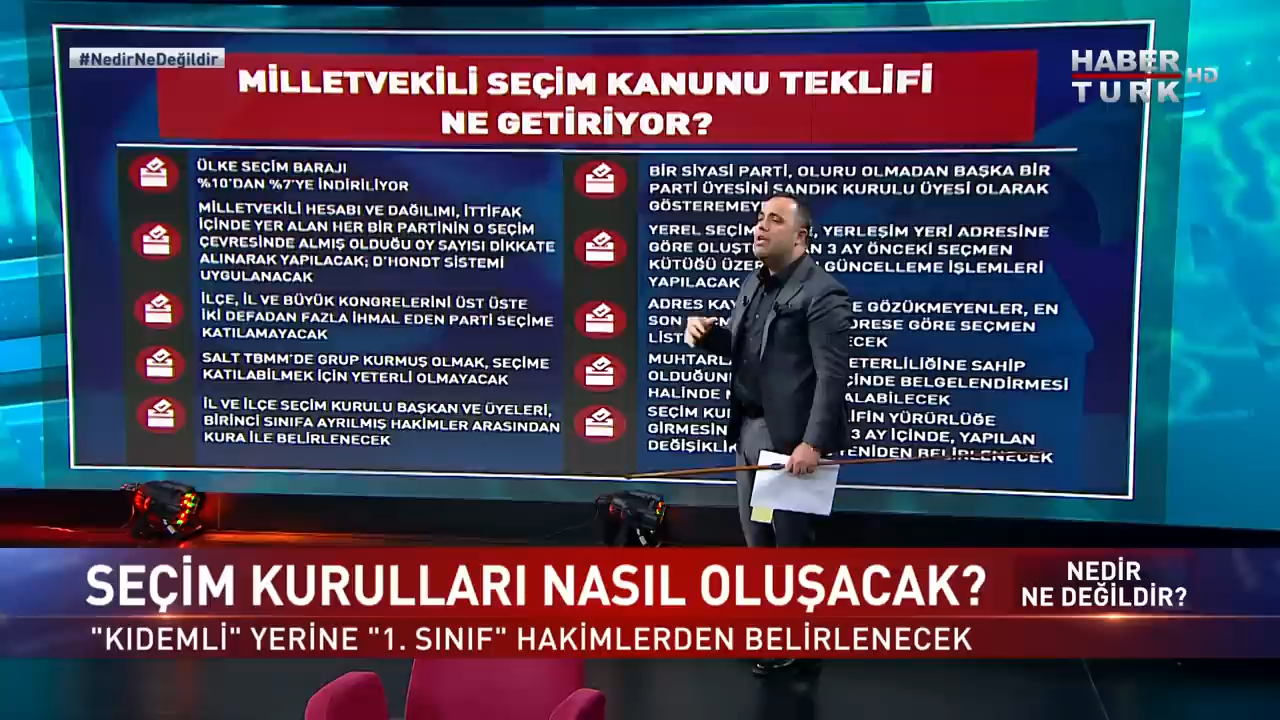 #NedirNeDeğildir
HABER
TURK HD
MİLLETVEKİLİ SEÇİM KANUNU TEKLİFİ
NE GETİRİYOR?
ÜLKE SEÇİM BARAJI
%10'DAN %7'YE İNDİRİLİYOR
MİLLETVEKİLİ HESABI VE DAĞILIMI, İTTİFAK
İÇİNDE YER ALAN HER BİR PARTİNİN O SEÇİM
ÇEVRESİNDE ALMIŞ OLDUĞU OY SAYISI DİKKATE
ALINARAK YAPILACAK; D'HONDT SİSTEMİ
UYGULANACAK
İLÇE, İL VE BÜYÜK KONGRELERİNİ ÜST ÜSTE
İKİ DEFADAN FAZLA İHMAL EDEN PARTİ SEÇİME
KATILAMAYACAK
SALT TBMM'DE GRUP KURMUŞ OLMAK, SEÇİME
KATILABİLMEK İÇİN YETERLİ OLMAYACAK
İL VE İLÇE SEÇİM KURULU BAŞKAN VE ÜYELERİ,
BİRİNCİ SINIFA AYRILMIŞ HAKİMLER ARASINDAN
KURA İLE BELİRLENECEK
BİR SİYASİ PARTİ, OLURU OLMADAN BAŞKA BİR
PARTİ ÜYESİNİ SANDIK KURULU ÜYESİ OLARAK
GÖSTEREMEYE
YEREL SEÇİM YERLEŞİM YERİ ADRESİNE
GÖRE OLUŞT AN 3 AY ÖNCEKİ SEÇMEN
KÜTÜĞÜ ÜZER GÜNCELLEME İŞLEMLERİ
YAPILACAK
ADRES KAY GÖZÜKMEYENLER, EN
SON DRESE GÖRE SEÇMEN
LİST ECEK
MUHTARL ETERLİLİĞİNE SAHİP
OLDUĞUN ÇİNDE BELGELENDİRMESİ
HALİNDE ALABİLECEK
SEÇİM KUR LİFİN YÜRÜRLÜĞE
GİRMESİN 3 AY İÇİNDE, YAPILAN
DEĞİŞİKLİK YENİDEN BELİRLENECEK
SEÇİM KURULLARI NASIL OLUŞACAK?
"KIDEMLİ" YERİNE "1. SINIF" HAKİMLERDEN BELİRLENECEK
NEDİR
NE DEĞİLDİR?